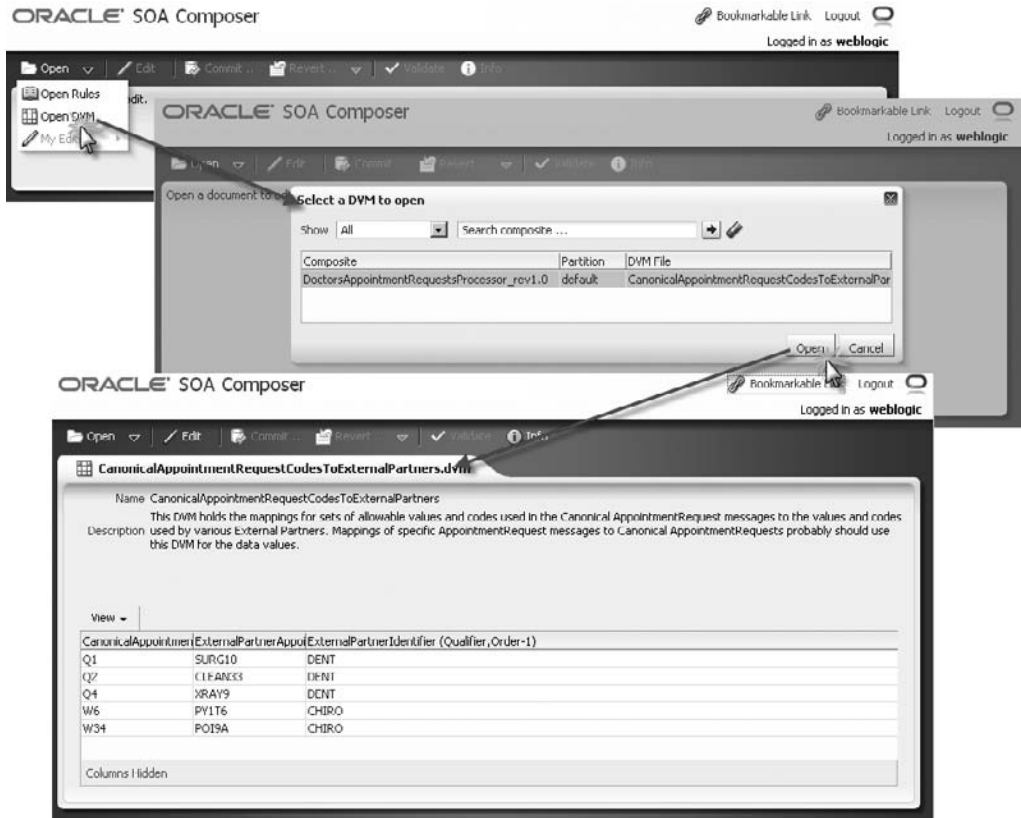 ORACLE SOA Composer
Bookmarkable Link Logout
Logged in as weblogic
Open Edit Commit .. Revert .. Validate Info
Open Rules
Open DVM
My Edi
dit.
ORACLE SOA Composer
Bookmarkable Link Logout
Logged in as weblogic
Open Edit Commit Revert Validate Info
Open a document to
Select a DVM to open
Show All Search composite ...
Composite Partition DVM File
DoctorsAppointmentRequestsProcessor_rev1.0 default CanonicalAppointmentRequestCodesToExternalPar
Open Cancel
ORACLE SOA Composer
Bookmarkable Logout
Logged in as weblogic
Open Edit Commit .. Revert Validate Info
CanonicalAppointmentRequestCodesToExternalPartners.dvm
Name CanonicalAppointmentRequestCodesToExternalPartners
This DVM holds the mappings for sets of allowable values and codes used in the Canonical AppointmentRequest messages to the values and codes
Description used by various External Partners. Mappings of specific AppointmentRequest messages to Canonical AppointmentRequests probably should use
this DVM for the data values.
View
CanonicalAppointmen ExternalPartnerAppoi ExternalPartnerIdentifier (Qualifier,Order-1)
Q1 SURG10 DENT
Q2 CLEAN33 DENT
Q4 XRAY9 DENT
W6 PY1T6 CHIRO
W34 POI9A CHIRO
Columns Hidden